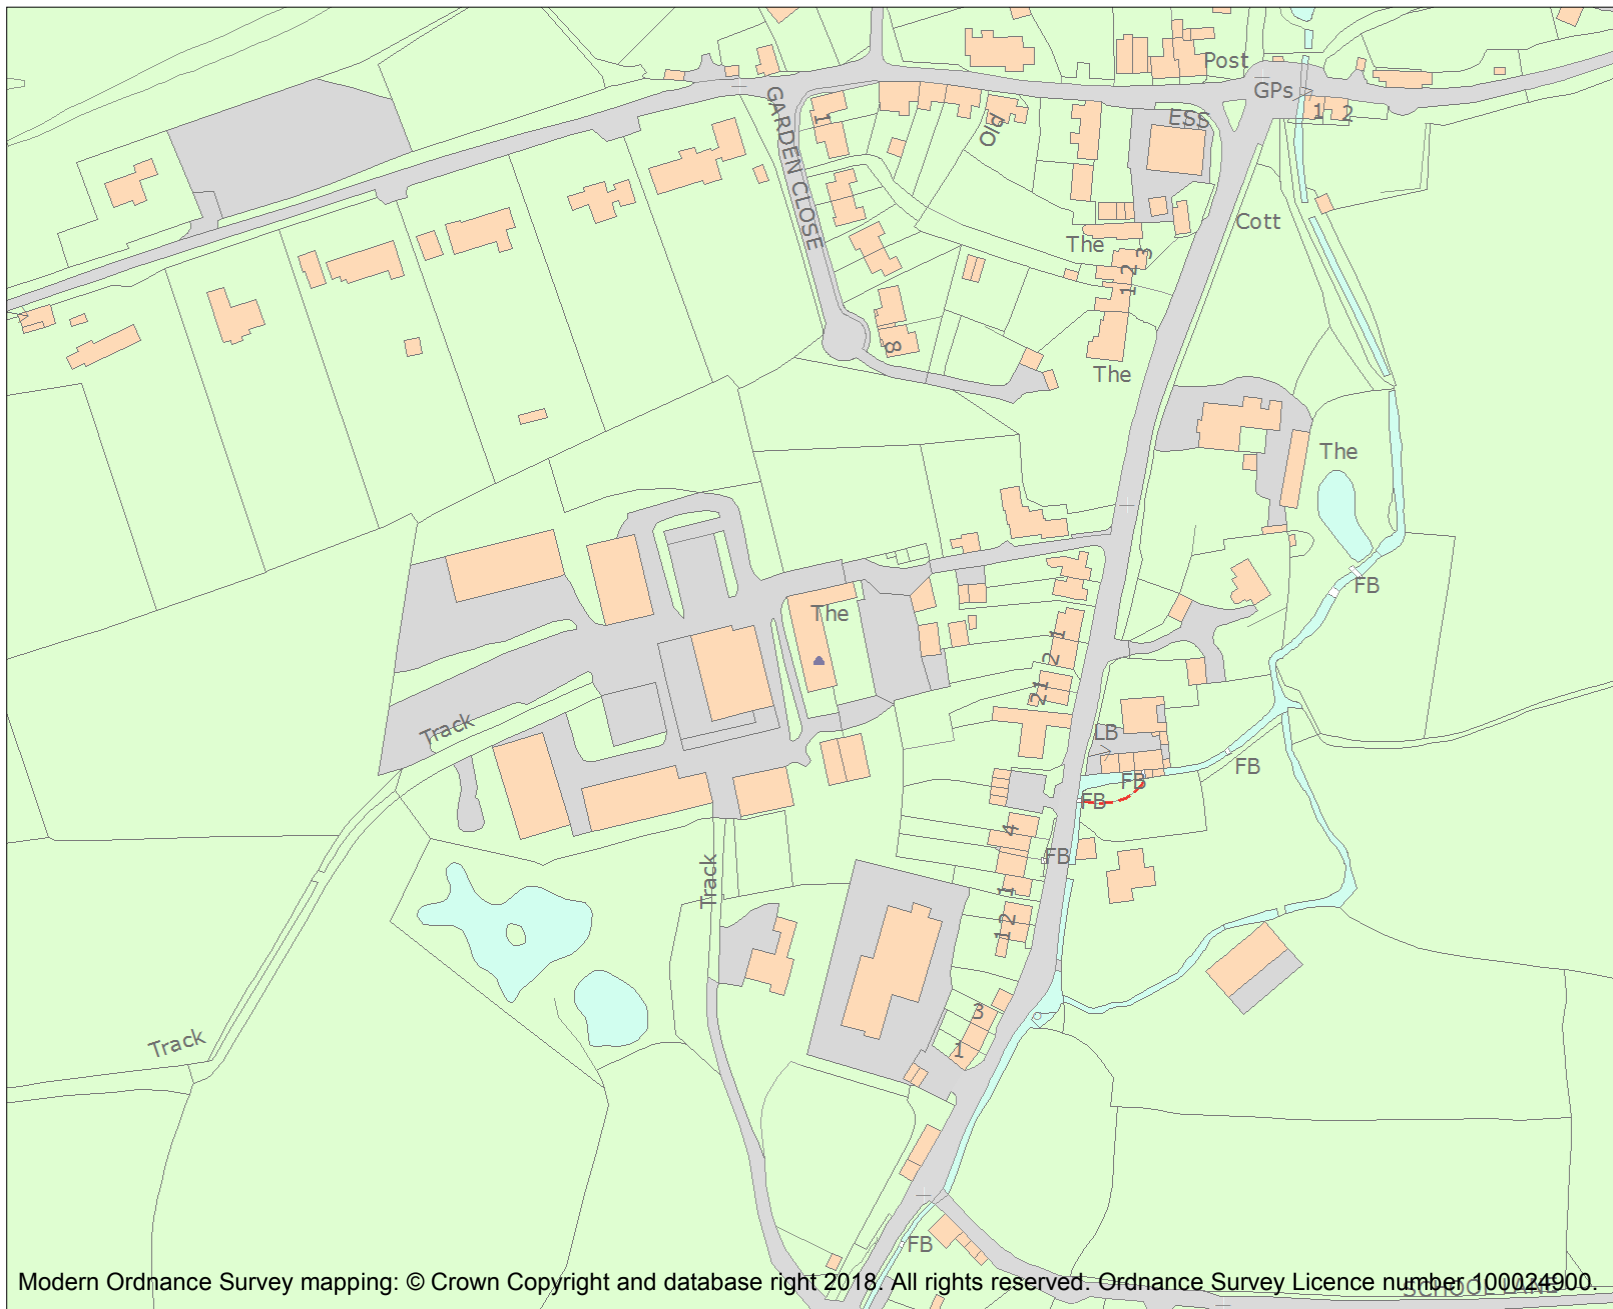 Post
GPs
1 2
GARDEN CLOSE
1
Old
ESS
Cott
The
3
2
1
8
The
The
FB
The
1
2
1
2
Track
LB
FB
FB
FB
4
FB
Track
1
2
1
3
1
Track
FB
SCHOOL LANE
Modern Ordnance Survey mapping: © Crown Copyright and database right 2018. All rights reserved. Ordnance Survey Licence number 100024900.